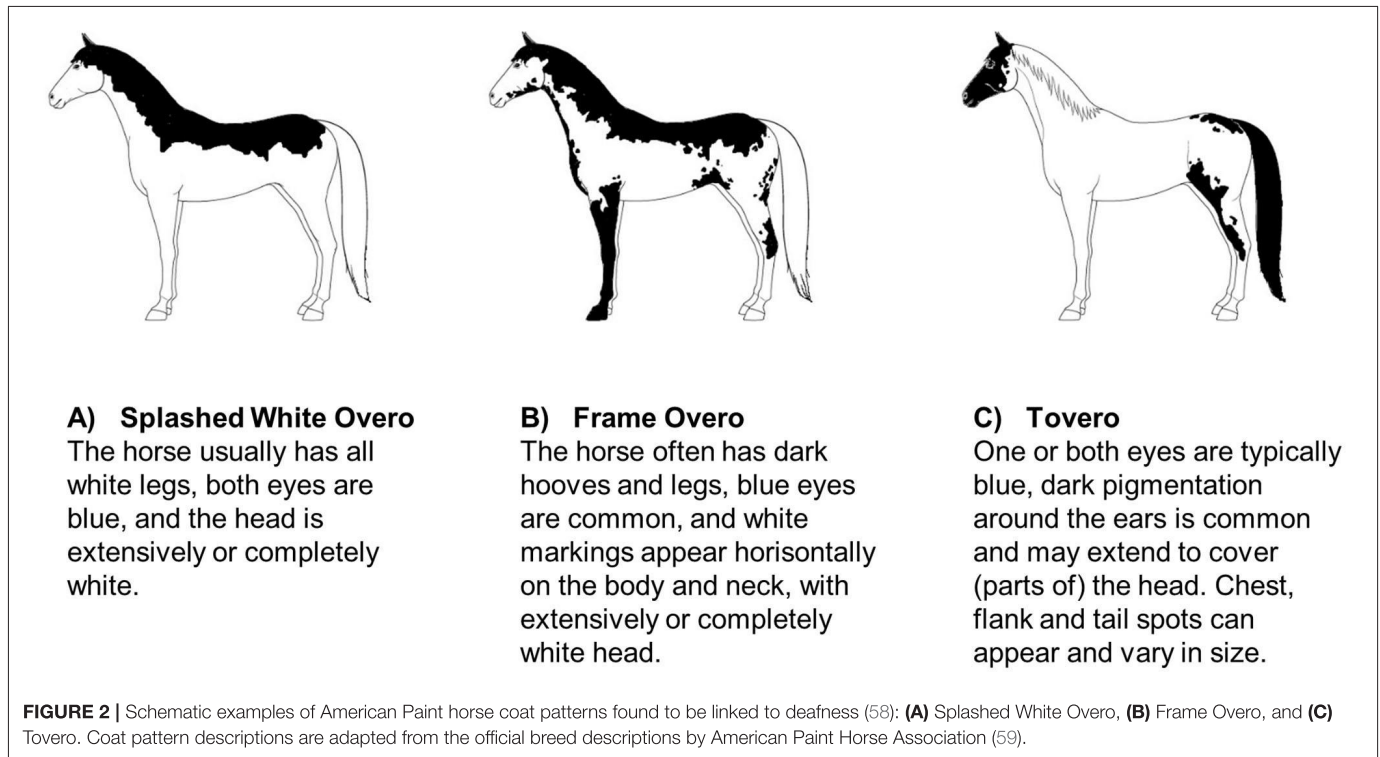 A) Splashed White Overo
The horse usually has all
white legs, both eyes are
blue, and the head is
extensively or completely
white.
B) Frame Overo
The horse often has dark
hooves and legs, blue eyes
are common, and white
markings appear horisontally
on the body and neck, with
extensively or completely
white head.
C) Tovero
One or both eyes are typically
blue, dark pigmentation
around the ears is common
and may extend to cover
(parts of) the head. Chest,
flank and tail spots can
appear and vary in size.
FIGURE 2 | Schematic examples of American Paint horse coat patterns found to be linked to deafness (58): (A) Splashed White Overo, (B) Frame Overo, and (C)
Tovero. Coat pattern descriptions are adapted from the official breed descriptions by American Paint Horse Association (59).